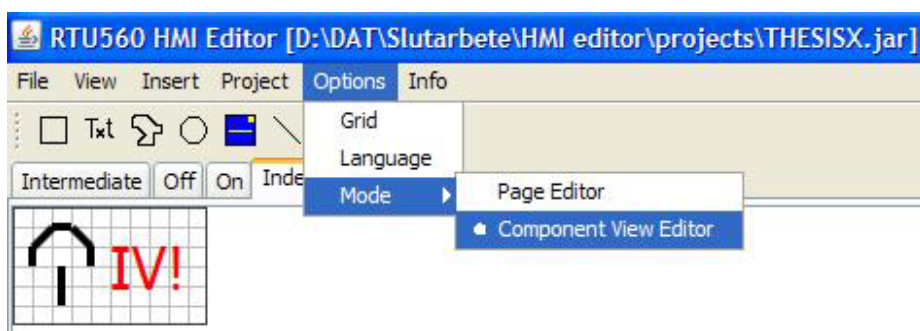 RTU560 HMI Editor [D:\DAT\Slutarbete\HMI editor\projects\THESISX.jar]
File View Insert Project Options Info
Txt
Grid
Language
Intermediate Off On Inde
Mode
Page Editor
Component View Editor
IV!